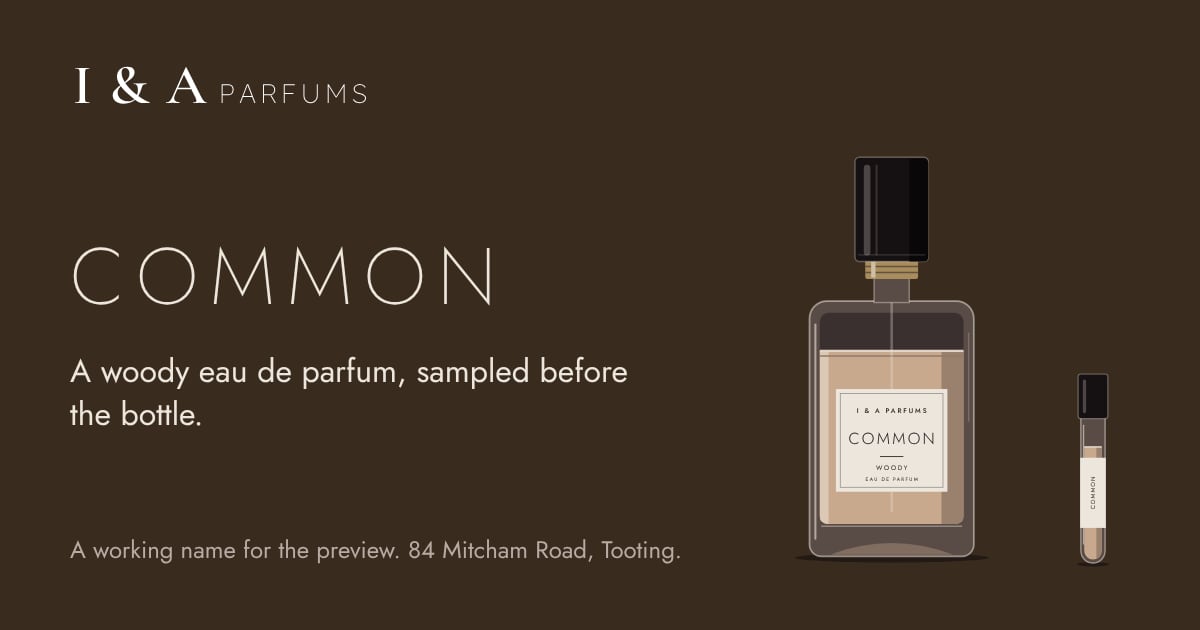 I & A PARFUMS
COMMON
A woody eau de parfum, sampled before
the bottle.
A working name for the preview. 84 Mitcham Road, Tooting.
I & A PARFUMS
COMMON
WOODY
EAU DE PARFUM
COMMON